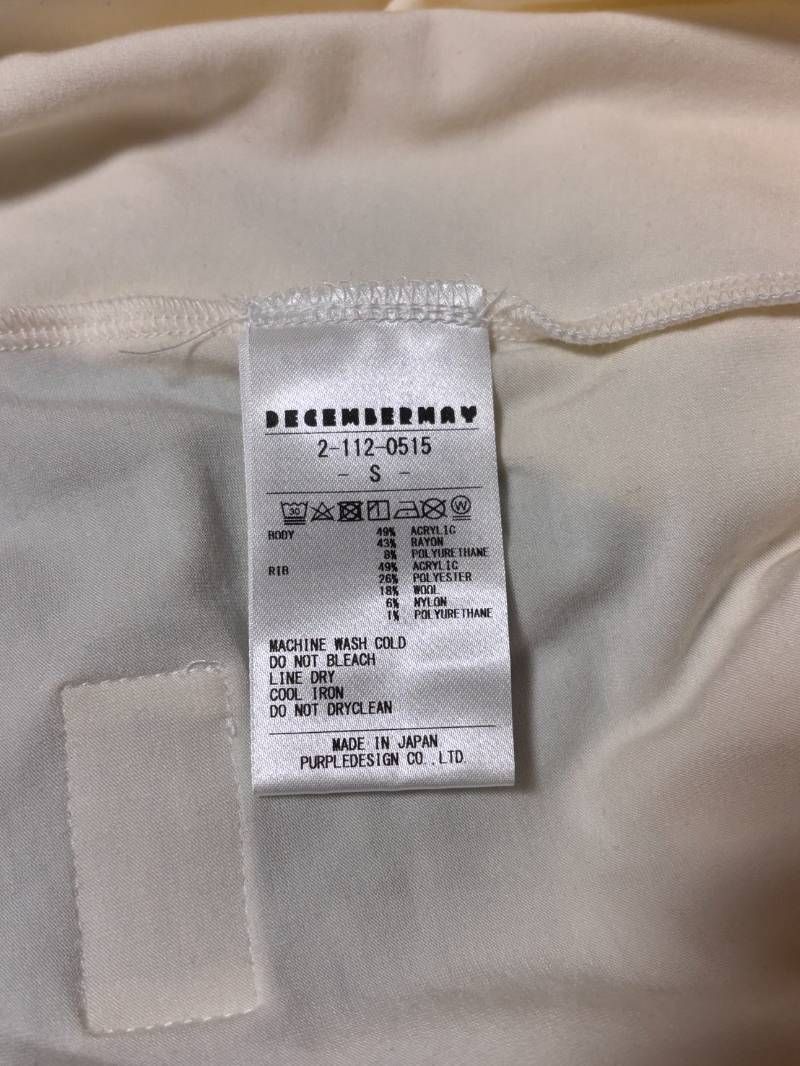 DECEMBERMAY
2-112-0515
- S -
30 W
BODY 49% ACRYLIC
43% RAYON
8% POLYURETHANE
RIB 49% ACRYLIC
26% POLYESTER
18% WOOL
6% NYLON
1% POLYURETHANE
MACHINE WASH COLD
DO NOT BLEACH
LINE DRY
COOL IRON
DO NOT DRYCLEAN
MADE IN JAPAN
PURPLEDESIGN CO.,LTD.